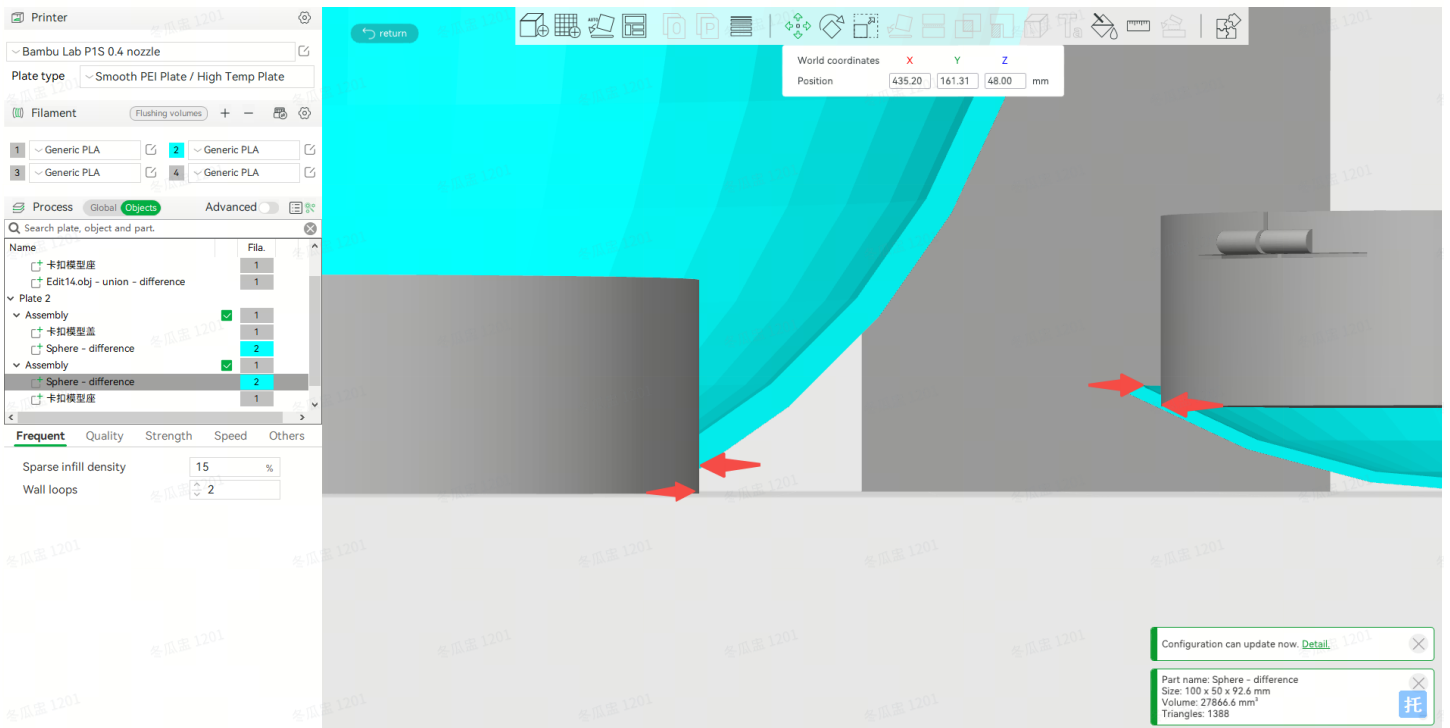 Printer
Bambu Lab P1S 0.4 nozzle
Plate type
Smooth PEI Plate / High Temp Plate
Filament
Flushing volumes
1 Generic PLA
2 Generic PLA
3 Generic PLA
4 Generic PLA
Process
Global
Objects
Advanced
Search plate, object and part.
Name
Fila.
卡扣模型座 1
Edit14.obj - union - difference 1
Plate 2
Assembly 1
卡扣模型盖 1
Sphere - difference 2
Assembly 1
Sphere - difference 2
卡扣模型座 1
Frequent
Quality
Strength
Speed
Others
Sparse infill density 15 %
Wall loops 2
return
AUTO
O
P
Ta
World coordinates X Y Z
Position 435.20 161.31 48.00 mm
Configuration can update now. Detail.
Part name: Sphere - difference
Size: 100 x 50 x 92.6 mm
Volume: 27866.6 mm³
Triangles: 1388
托